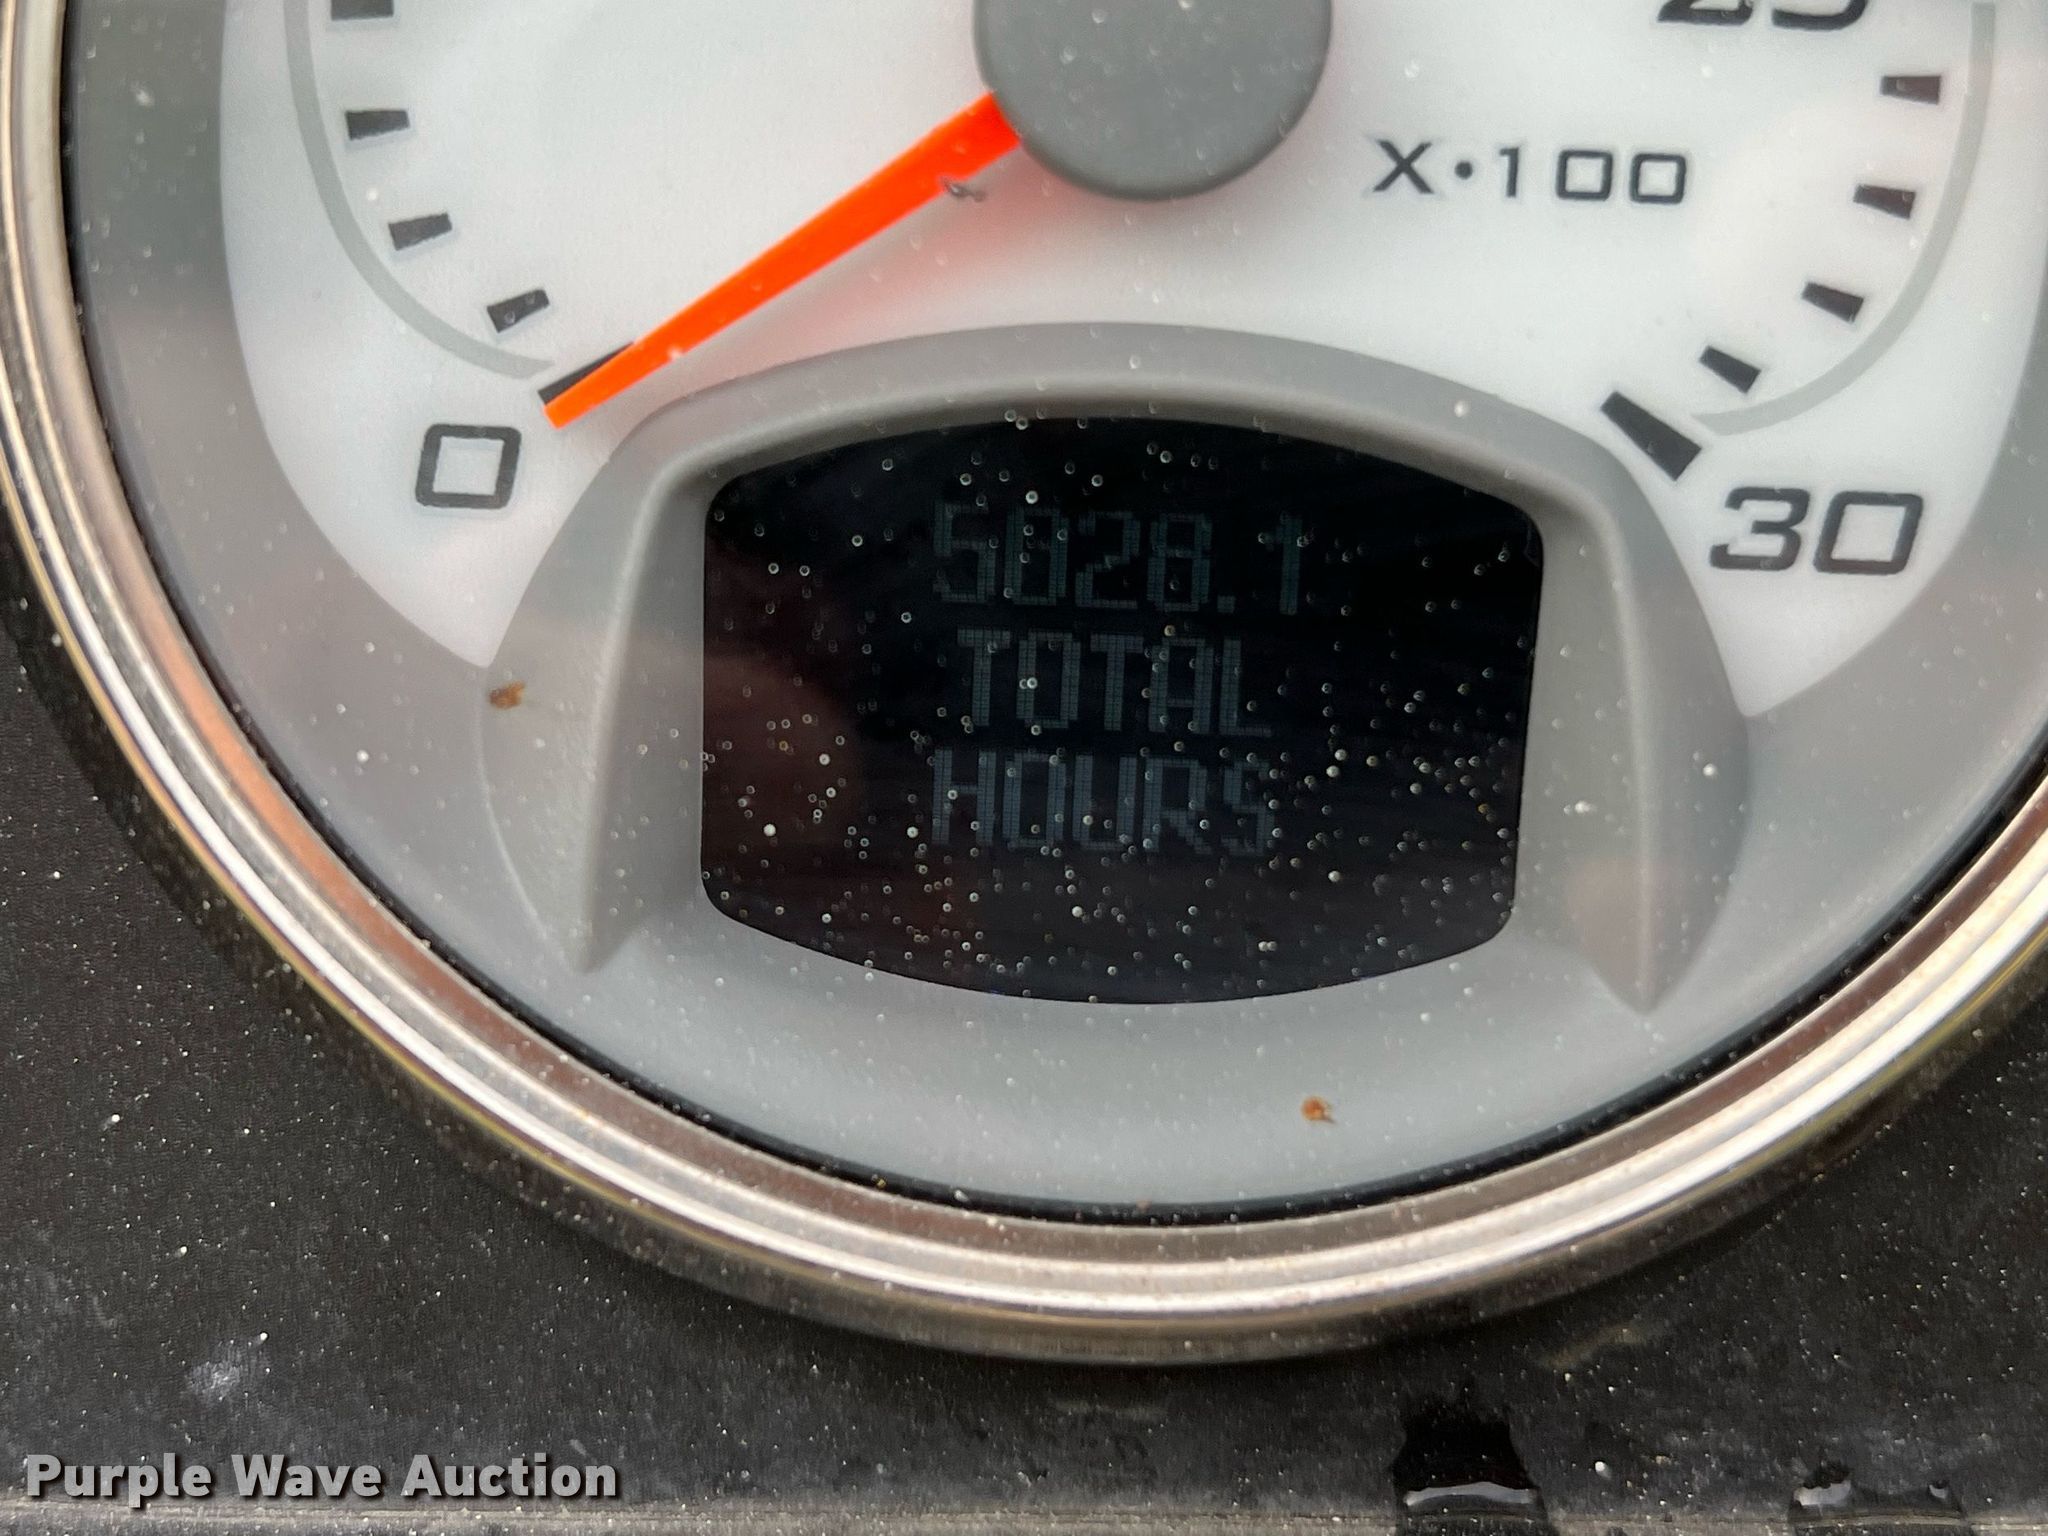 25
X•100
0
30
5028.1
TOTAL
HOURS
Purple Wave Auction